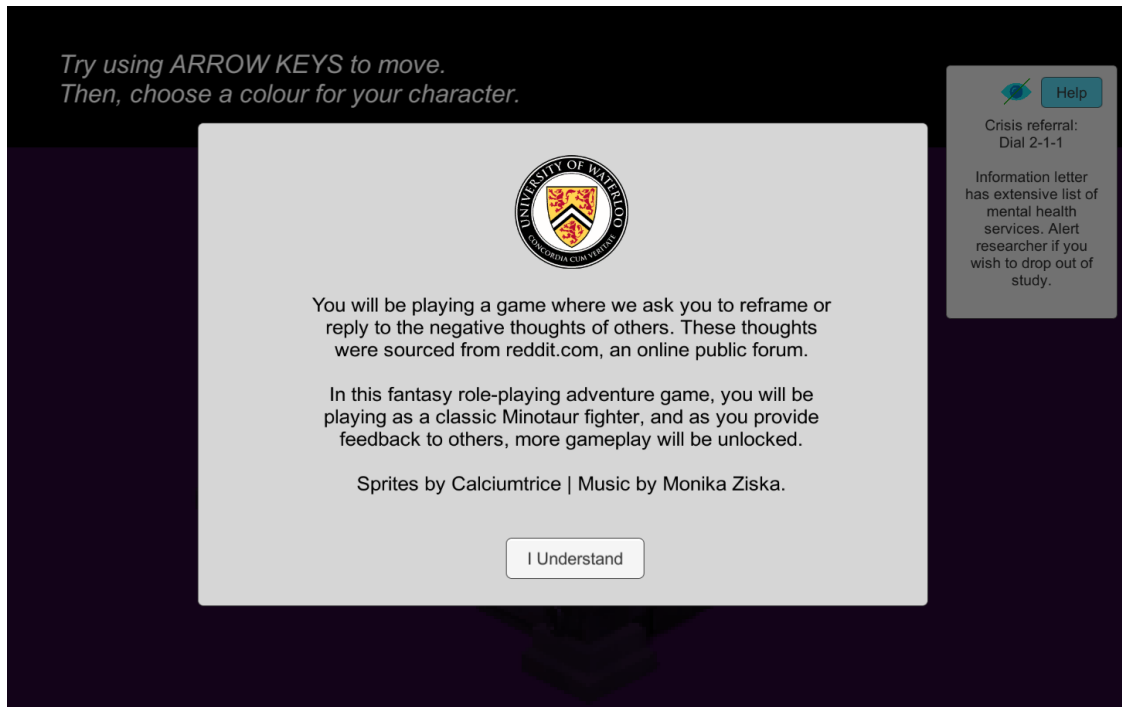 Try using ARROW KEYS to move.
Then, choose a colour for your character.
Help
Crisis referral:
Dial 2-1-1
Information letter
has extensive list of
mental health
services. Alert
researcher if you
wish to drop out of
study.
UNIVERSITY OF WATERLOO
CONCORDIA CUM VERITATE
You will be playing a game where we ask you to reframe or
reply to the negative thoughts of others. These thoughts
were sourced from reddit.com, an online public forum.
In this fantasy role-playing adventure game, you will be
playing as a classic Minotaur fighter, and as you provide
feedback to others, more gameplay will be unlocked.
Sprites by Calciumtrice | Music by Monika Ziska.
I Understand